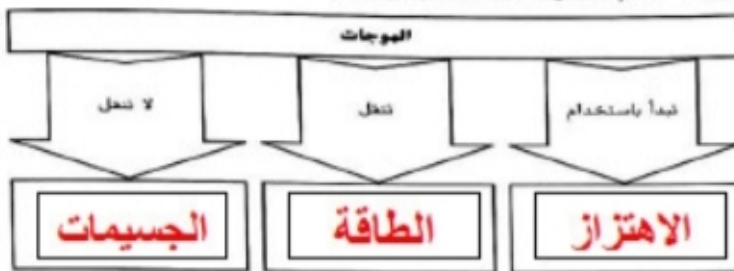 الموجات
تبدأ باستخدام
تنقل
لا تنقل
الاهتزاز
الطاقة
الجسيمات